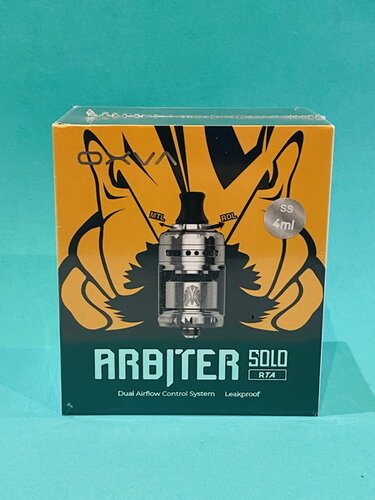 OXVA
SS
4ml
MTL
RDL
ARBITER SOLO
RTA
Dual Airflow Control System Leakproof